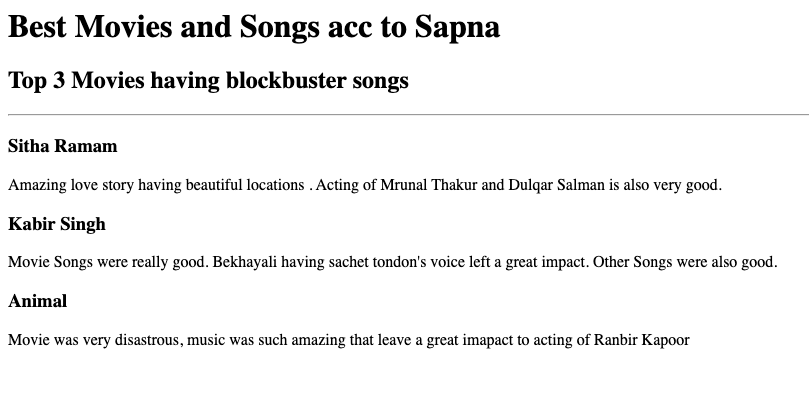 Best Movies and Songs acc to Sapna
Top 3 Movies having blockbuster songs
Sitha Ramam
Amazing love story having beautiful locations . Acting of Mrunal Thakur and Dulqar Salman is also very good.
Kabir Singh
Movie Songs were really good. Bekhayali having sachet tondon's voice left a great impact. Other Songs were also good.
Animal
Movie was very disastrous, music was such amazing that leave a great imapact to acting of Ranbir Kapoor